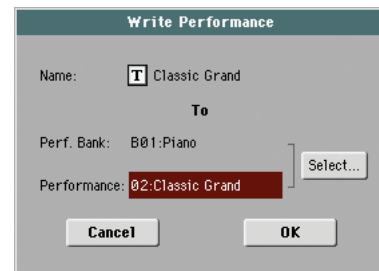 Write Performance
Name: T Classic Grand
To
Perf. Bank: B01:Piano
Select...
Performance: 02:Classic Grand
Cancel OK